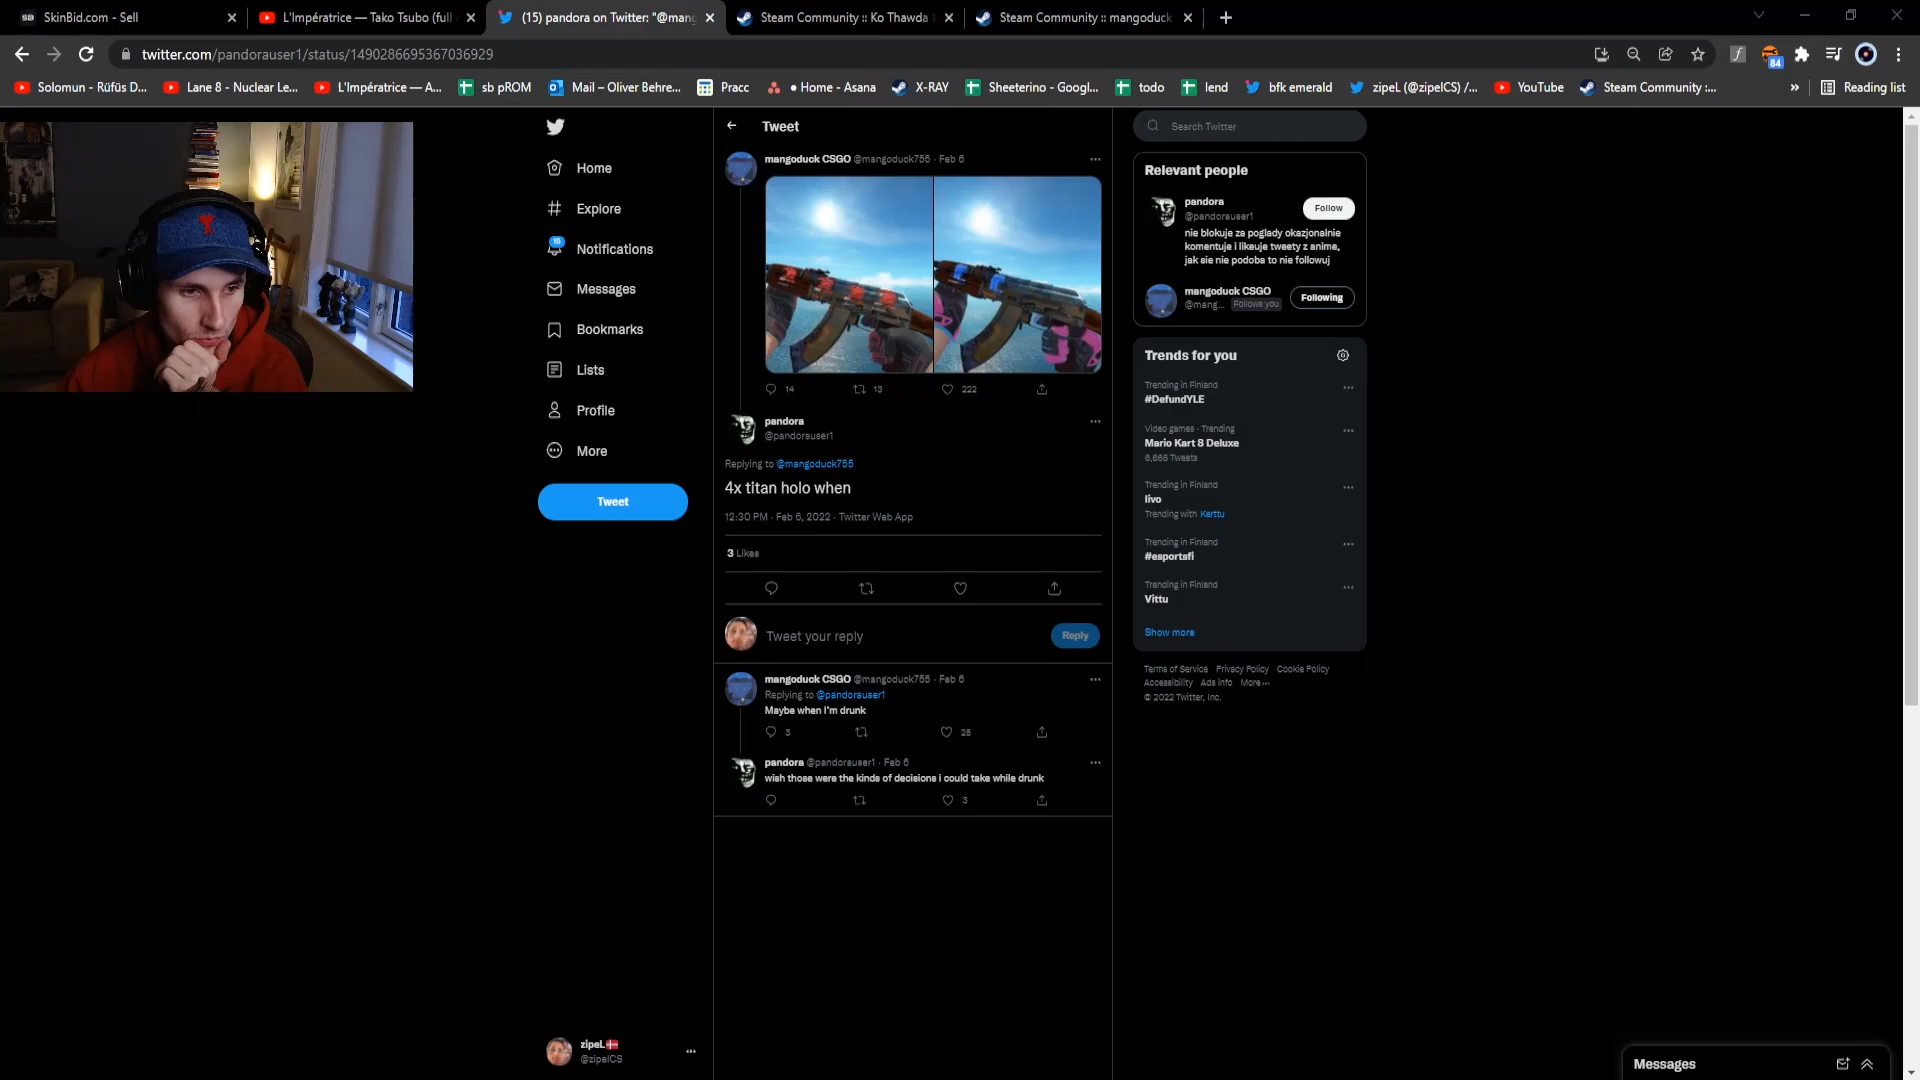 SkinBid.com - Sell
L'Impératrice — Tako Tsubo (full
(15) pandora on Twitter: "@mang
Steam Community :: Ko Thawda
Steam Community :: mangoduck
twitter.com/pandorauser1/status/1490286695367036929
84
Solomun - Rüfüs D...
Lane 8 - Nuclear Le...
L'Impératrice — A...
sb pROM
Mail – Oliver Behre...
Pracc
• Home - Asana
X-RAY
Sheeterino - Googl...
todo
lend
bfk emerald
zipeL (@zipelCS) /...
YouTube
Steam Community :...
»
Reading list
Home
Explore
15
Notifications
Messages
Bookmarks
Lists
Profile
More
Tweet
zipeL
@zipelCS
Tweet
mangoduck CSGO @mangoduck755 · Feb 6
14
13
222
pandora
@pandorauser1
Replying to @mangoduck755
4x titan holo when
12:30 PM · Feb 6, 2022 · Twitter Web App
3 Likes
Tweet your reply
Reply
mangoduck CSGO @mangoduck755 · Feb 6
Replying to @pandorauser1
Maybe when I'm drunk
3
25
pandora @pandorauser1 · Feb 6
wish those were the kinds of decisions i could take while drunk
3
Search Twitter
Relevant people
pandora
@pandorauser1
Follow
nie blokuje za poglady okazjonalnie
komentuje i likeuje tweety z anime,
jak sie nie podoba to nie followuj
mangoduck CSGO
@mang... Follows you
Following
Trends for you
Trending in Finland
#DefundYLE
Video games · Trending
Mario Kart 8 Deluxe
6,665 Tweets
Trending in Finland
Iivo
Trending with Kerttu
Trending in Finland
#esportsfi
Trending in Finland
Vittu
Show more
Terms of Service Privacy Policy Cookie Policy
Accessibility Ads info More ···
© 2022 Twitter, Inc.
Messages